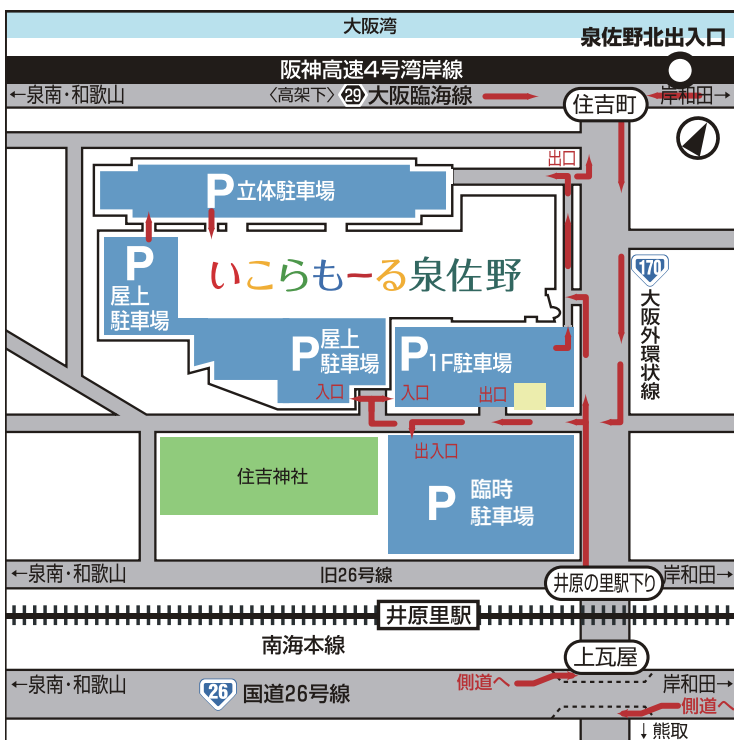 大阪湾
泉佐野北出入口
阪神高速4号湾岸線
←泉南・和歌山
〈高架下〉29大阪臨海線
住吉町
岸和田→
出口
P立体駐車場
P
屋上
駐車場
いこらも〜る泉佐野
170
大阪外環状線
P屋上
駐車場
P1F駐車場
入口
入口
出口
出入口
住吉神社
P
臨時
駐車場
←泉南・和歌山
旧26号線
井原の里駅下り
岸和田→
井原里駅
南海本線
上瓦屋
←泉南・和歌山
26
国道26号線
側道へ
岸和田→
側道へ
↓熊取